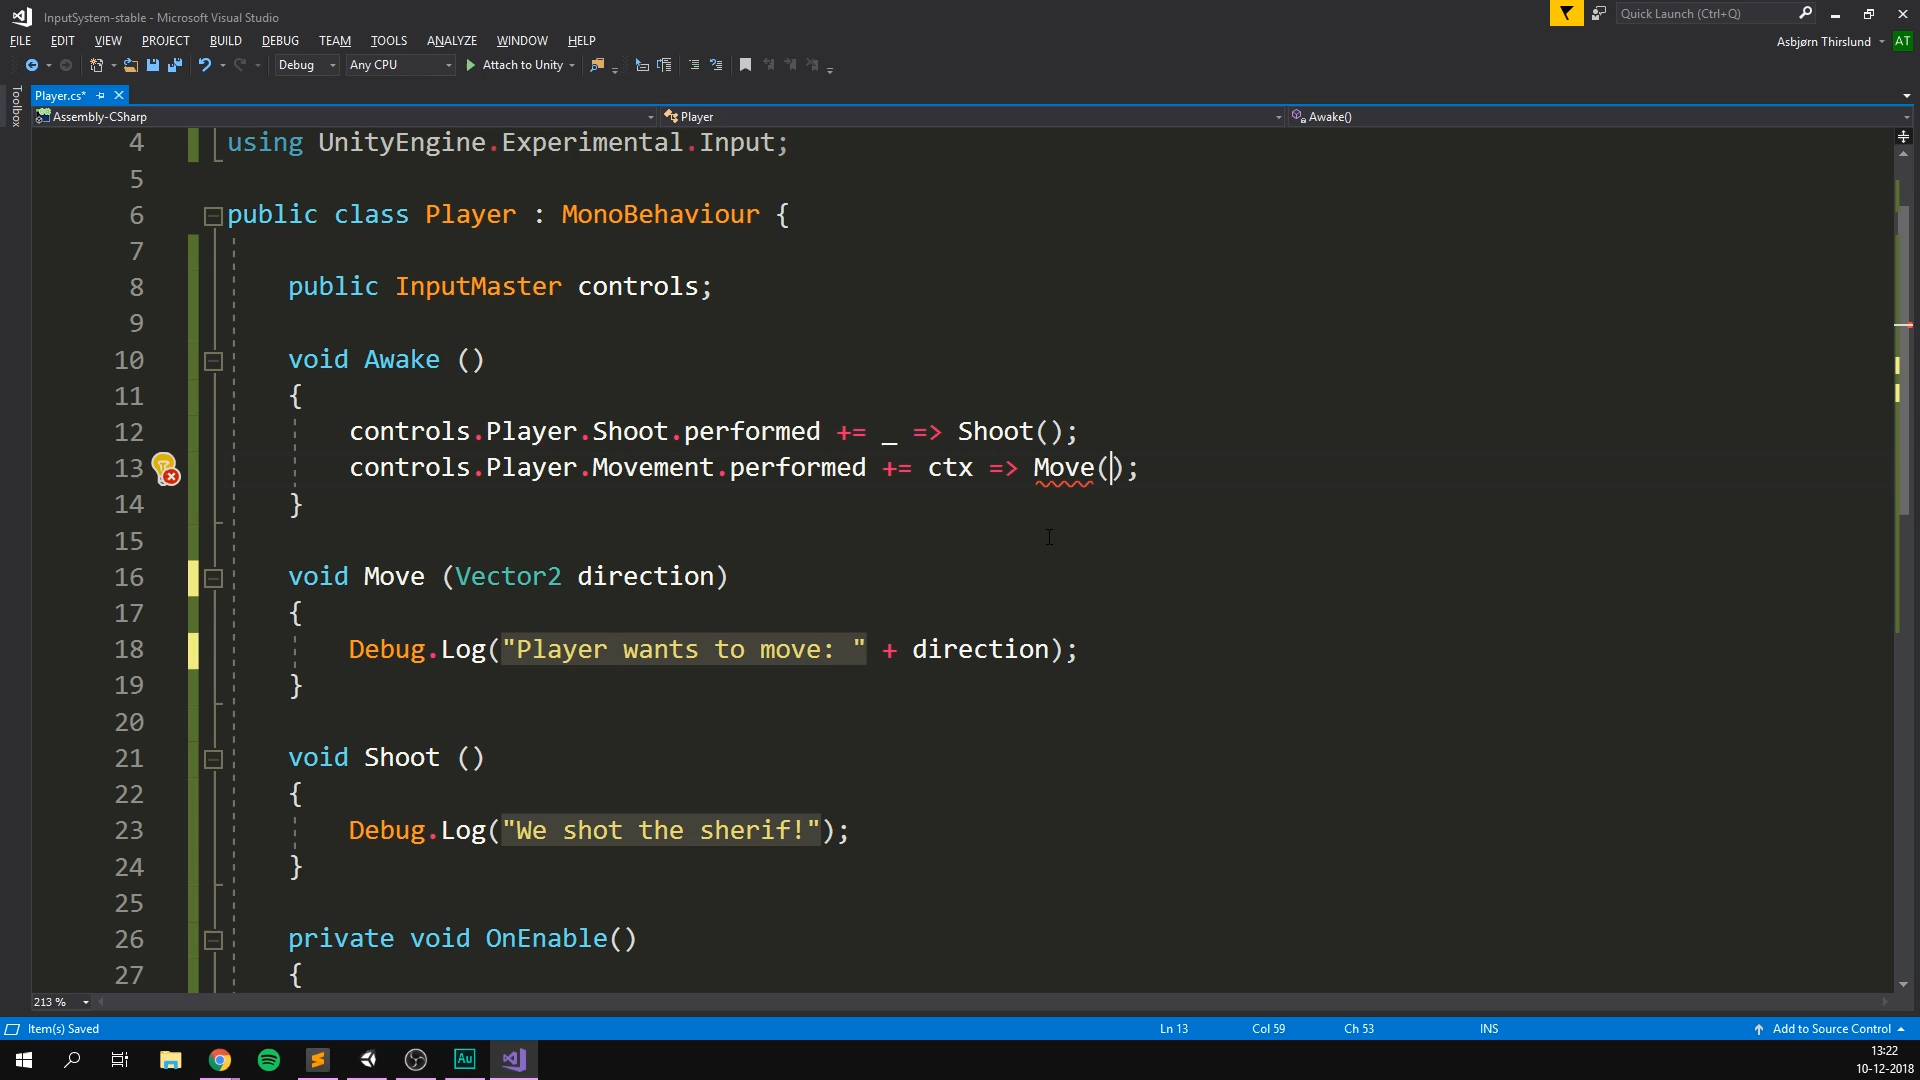 InputSystem-stable - Microsoft Visual Studio
Quick Launch (Ctrl+Q)
FILE EDIT VIEW PROJECT BUILD DEBUG TEAM TOOLS ANALYZE WINDOW HELP
Asbjørn Thirslund AT
Debug Any CPU Attach to Unity
Toolbox
Player.cs*
Assembly-CSharp Player Awake()
4 using UnityEngine.Experimental.Input;
5
6 public class Player : MonoBehaviour {
7
8 public InputMaster controls;
9
10 void Awake ()
11 {
12 controls.Player.Shoot.performed += _ => Shoot();
13 controls.Player.Movement.performed += ctx => Move();
14 }
15
16 void Move (Vector2 direction)
17 {
18 Debug.Log("Player wants to move: " + direction);
19 }
20
21 void Shoot ()
22 {
23 Debug.Log("We shot the sherif!");
24 }
25
26 private void OnEnable()
27 {
213 %
Item(s) Saved Ln 13 Col 59 Ch 53 INS Add to Source Control
Au
13:22
10-12-2018